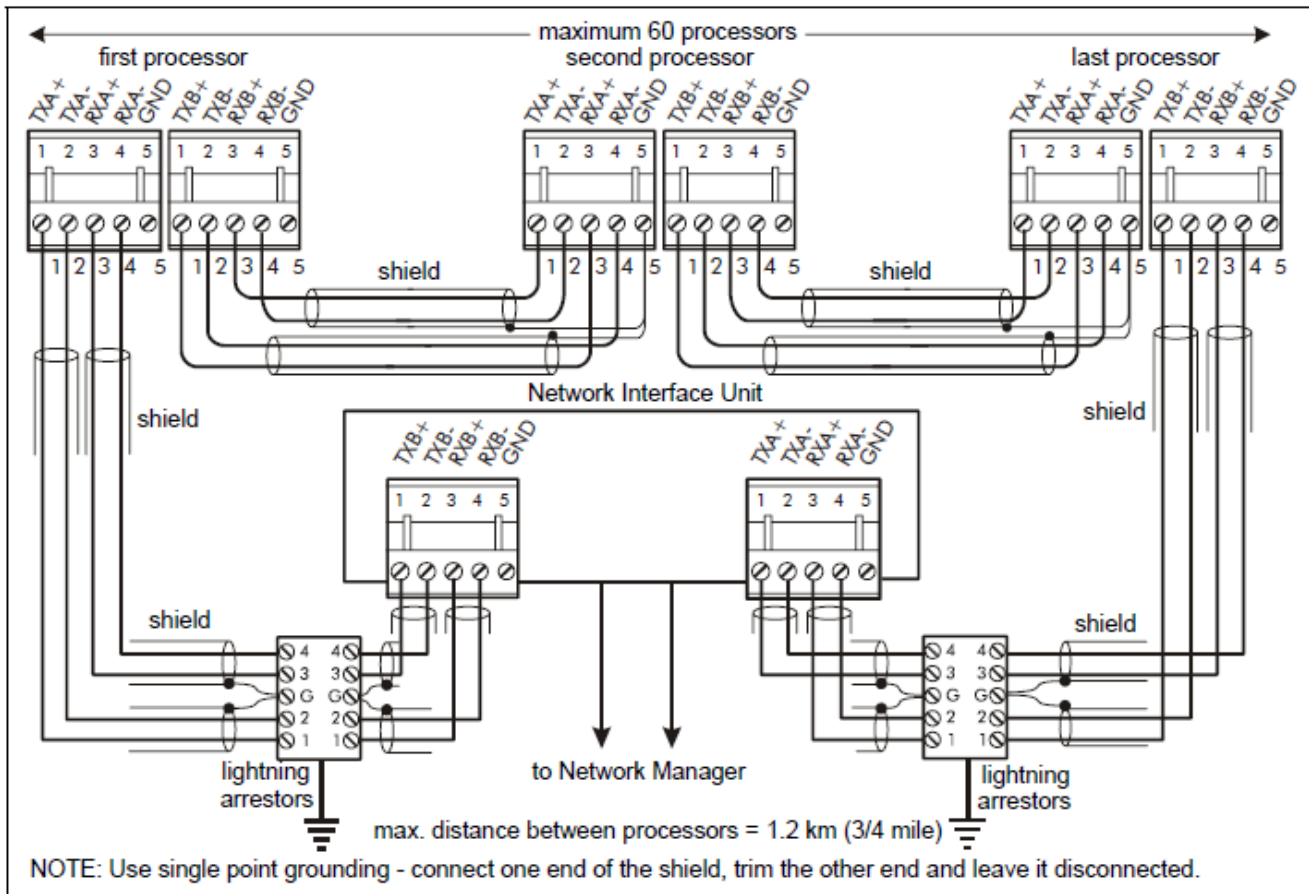 maximum 60 processors
first processor second processor last processor
TXA+ TXA- RXA+ RXA- GND TXB+ TXB- RXB+ RXB- GND TXA+ TXA- RXA+ RXA- GND TXB+ TXB- RXB+ RXB- GND TXA+ TXA- RXA+ RXA- GND TXB+ TXB- RXB+ RXB- GND
1 2 3 4 5 1 2 3 4 5 1 2 3 4 5 1 2 3 4 5 1 2 3 4 5 1 2 3 4 5
1 2 3 4 5 1 2 3 4 5 1 2 3 4 5 1 2 3 4 5 1 2 3 4 5 1 2 3 4 5
shield shield
Network Interface Unit
shield shield
TXB+ TXB- RXB+ RXB- GND TXA+ TXA- RXA+ RXA- GND
1 2 3 4 5 1 2 3 4 5
shield shield
4 4 4 4
3 3 3 3
G G G G
2 2 2 2
1 1 1 1
lightning arrestors
to Network Manager
lightning arrestors
max. distance between processors = 1.2 km (3/4 mile)
NOTE: Use single point grounding - connect one end of the shield, trim the other end and leave it disconnected.